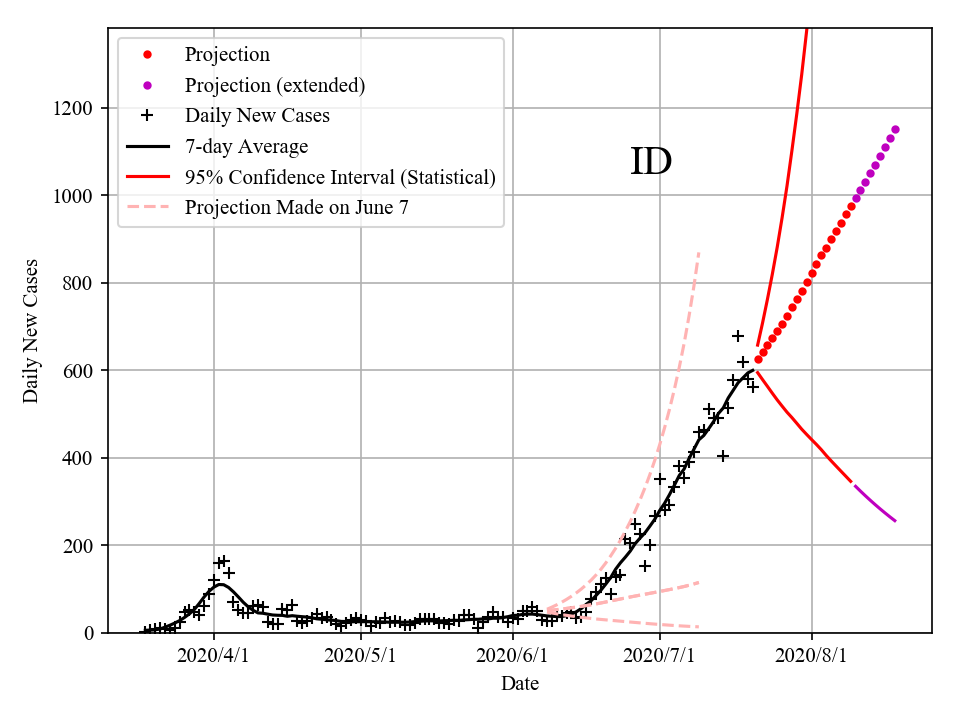 Projection
Projection (extended)
Daily New Cases
7-day Average
95% Confidence Interval (Statistical)
Projection Made on June 7
ID
1200
1000
800
600
400
200
0
Daily New Cases
2020/4/1 2020/5/1 2020/6/1 2020/7/1 2020/8/1
Date